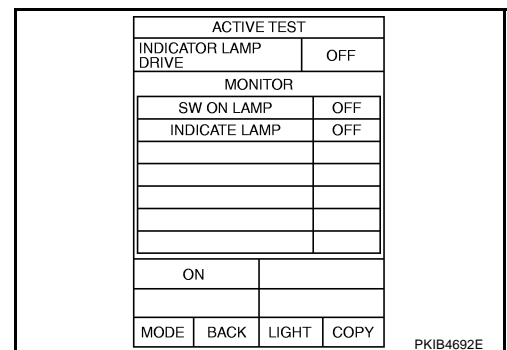 ACTIVE TEST
INDICATOR LAMP
DRIVE
OFF
MONITOR
SW ON LAMP OFF
INDICATE LAMP OFF
ON
MODE BACK LIGHT COPY
PKIB4692E